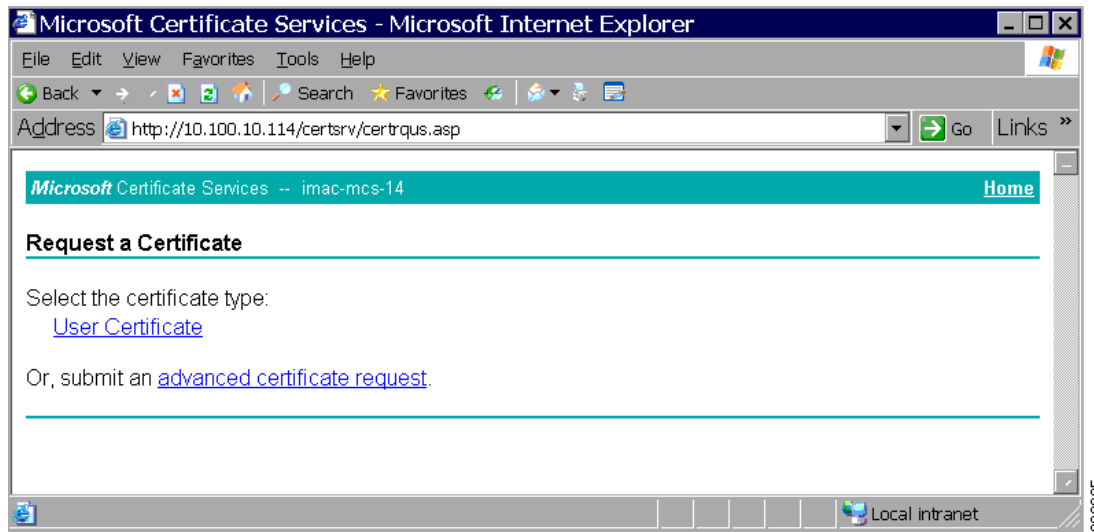 Microsoft Certificate Services - Microsoft Internet Explorer
File Edit View Favorites Tools Help
Back Search Favorites
Address http://10.100.10.114/certsrv/certrqus.asp Go Links »
Microsoft Certificate Services -- imac-mcs-14 Home
Request a Certificate
Select the certificate type:
User Certificate
Or, submit an advanced certificate request.
Local intranet